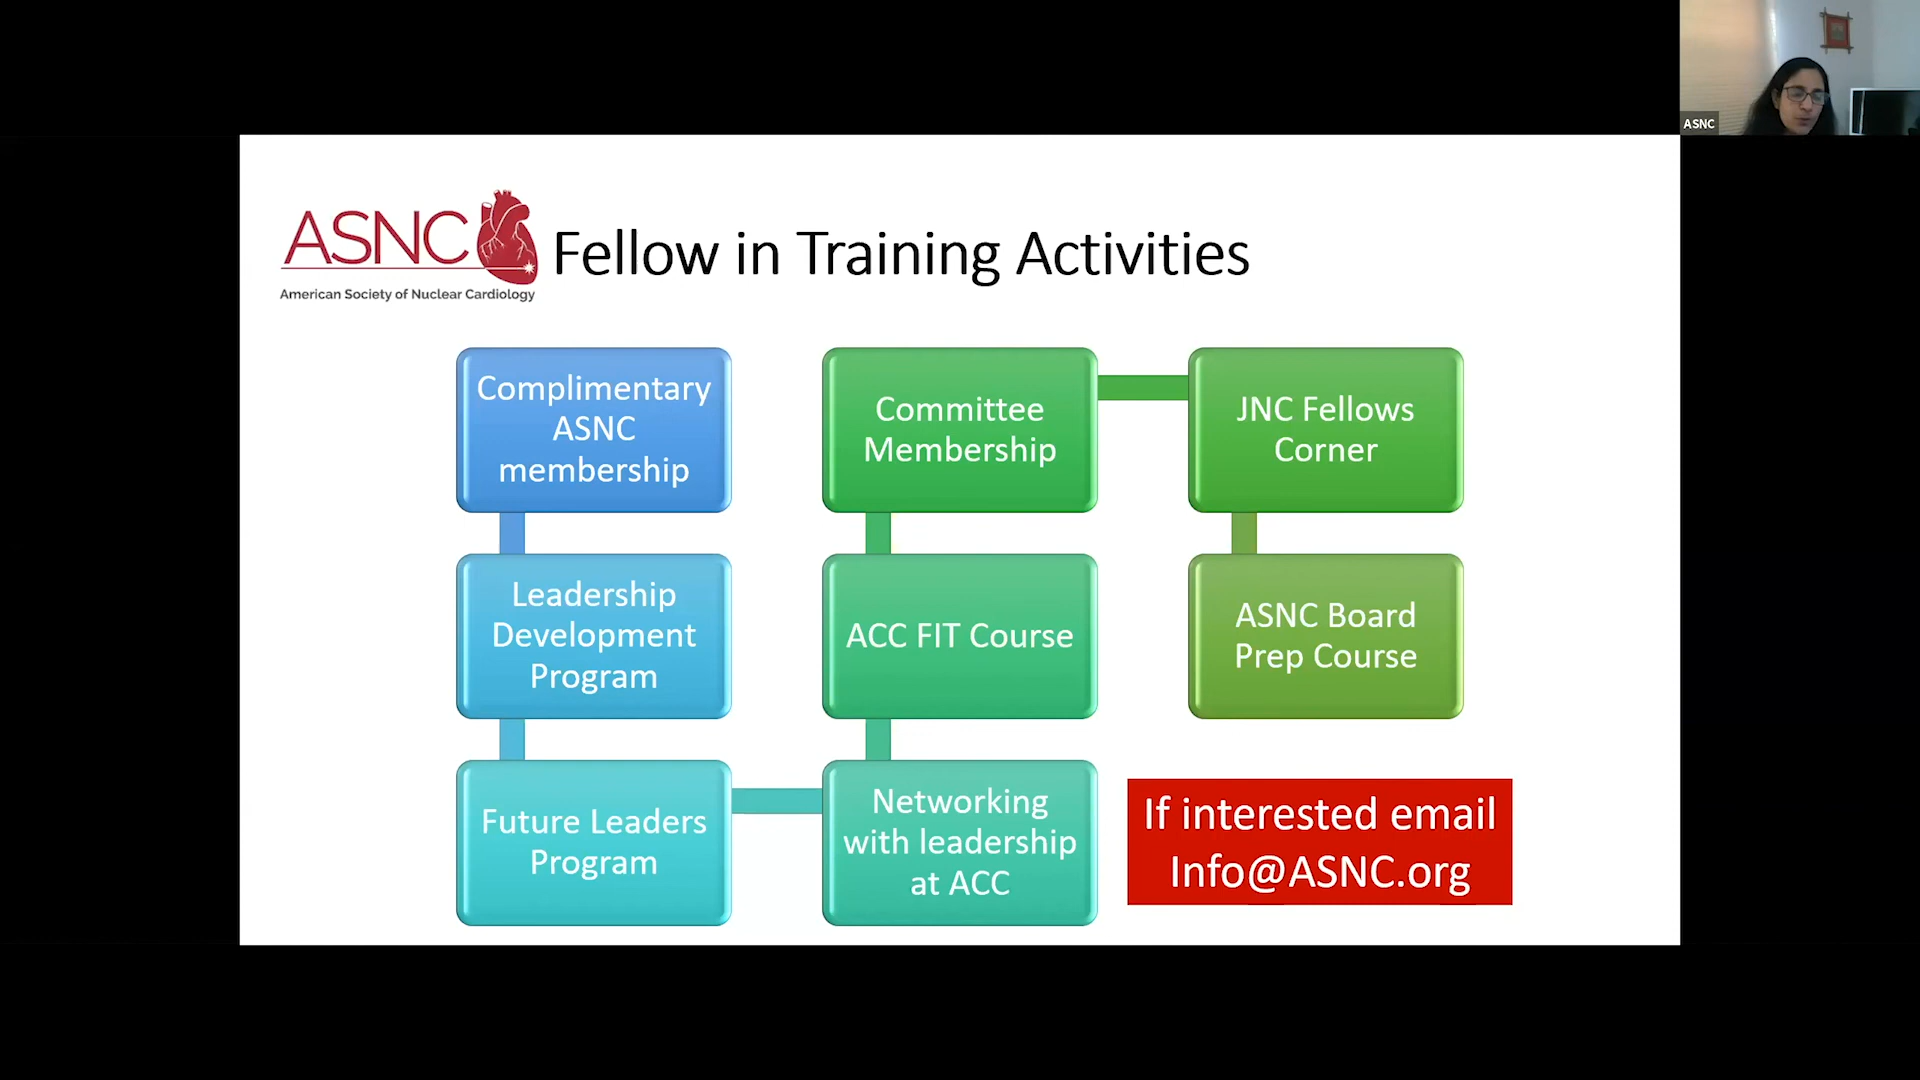 ASNC
ASNC
American Society of Nuclear Cardiology
Fellow in Training Activities
Complimentary
ASNC
membership
Leadership
Development
Program
Future Leaders
Program
Networking
with leadership
at ACC
ACC FIT Course
Committee
Membership
JNC Fellows
Corner
ASNC Board
Prep Course
If interested email
Info@ASNC.org